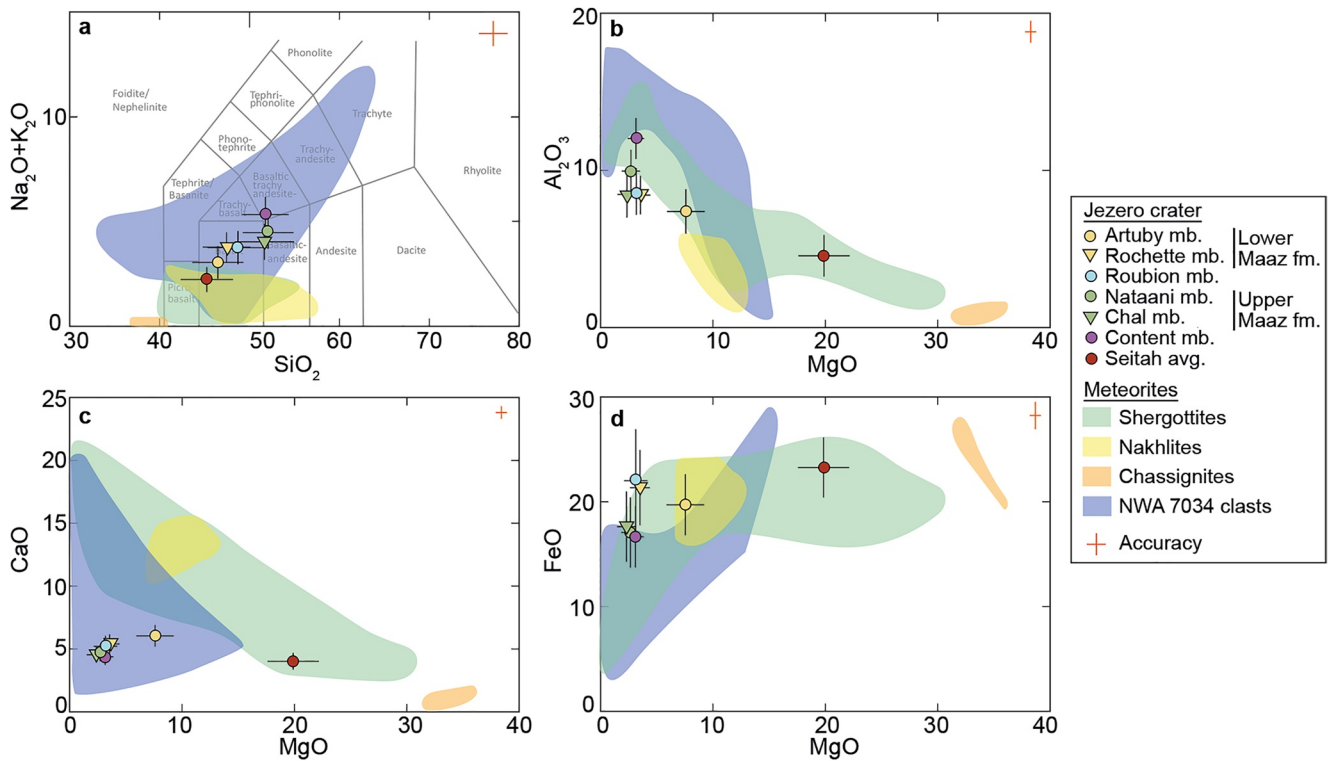 a
Na2O+K2O
10
0
30
40
50
60
70
80
SiO2
Foidite/
Nephelinite
Phonolite
Tephri-
phonolite
Phono-
tephrite
Tephrite/
Basanite
Trachyte
Trachy-
andesite
Basaltic
trachy
andesite-
Trachy-
basal
Rhyolite
Basaltic-
andesite
Andesite
Dacite
Picro
basalt
b
Al2O3
20
10
0
0
10
20
30
40
MgO
c
CaO
25
20
15
10
5
0
0
10
20
30
40
MgO
d
FeO
30
20
10
0
0
10
20
30
40
MgO
Jezero crater
Artuby mb.
Rochette mb.
Lower
Maaz fm.
Roubion mb.
Nataani mb.
Chal mb.
Upper
Maaz fm.
Content mb.
Seitah avg.
Meteorites
Shergottites
Nakhlites
Chassignites
NWA 7034 clasts
Accuracy